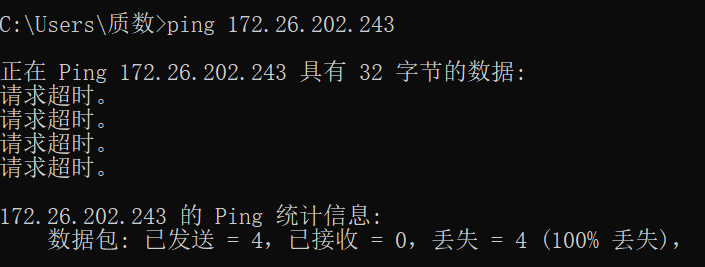 C:\Users\质数>ping 172.26.202.243
正在 Ping 172.26.202.243 具有 32 字节的数据:
请求超时。
请求超时。
请求超时。
请求超时。
172.26.202.243 的 Ping 统计信息:
数据包: 已发送 = 4，已接收 = 0，丢失 = 4 (100% 丢失)，